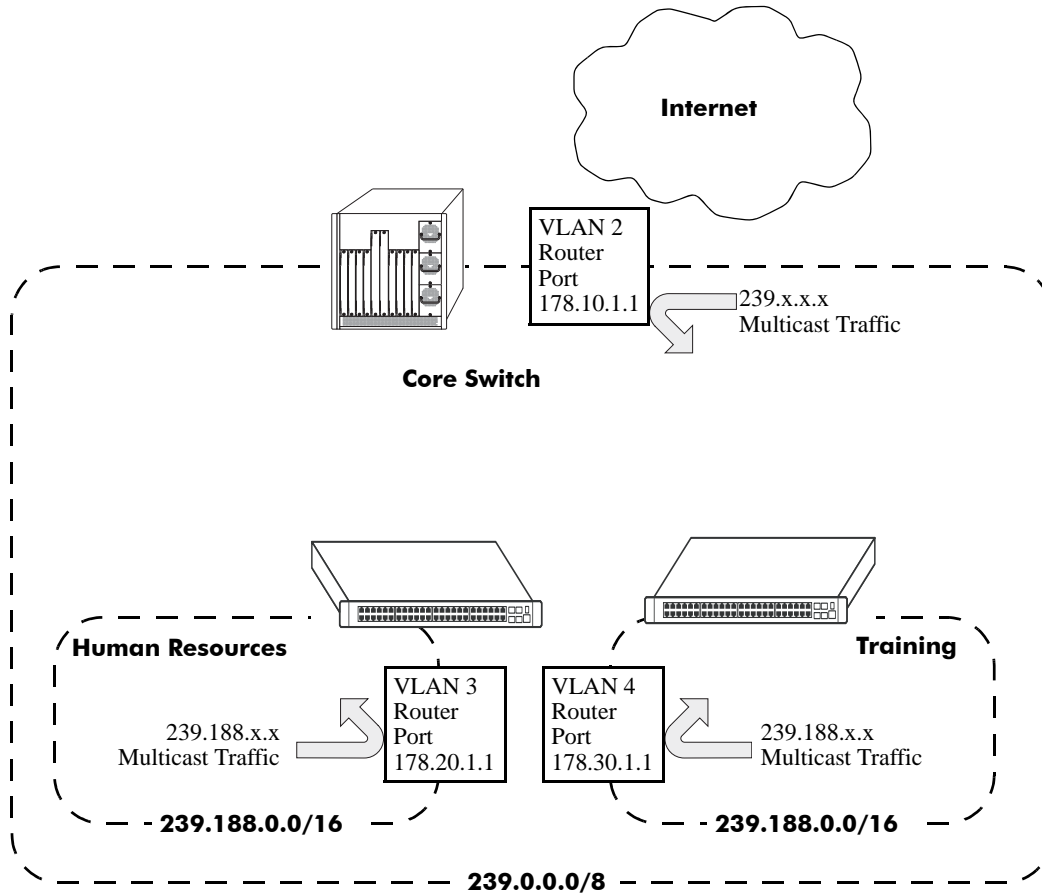 Internet
VLAN 2
Router
Port
178.10.1.1
239.x.x.x
Multicast Traffic
Core Switch
Human Resources
Training
VLAN 3
Router
Port
178.20.1.1
VLAN 4
Router
Port
178.30.1.1
239.188.x.x
Multicast Traffic
239.188.x.x
Multicast Traffic
239.188.0.0/16
239.188.0.0/16
239.0.0.0/8